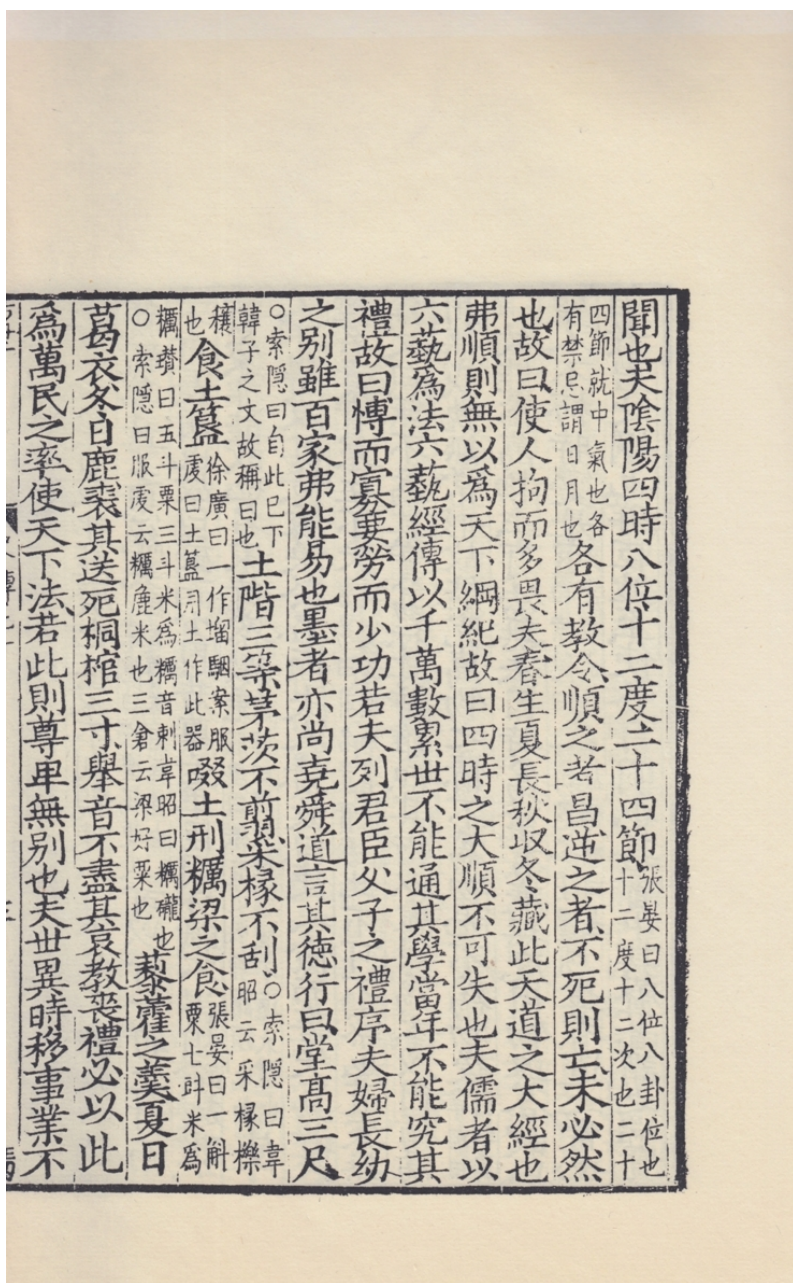 聞也夫陰陽四時八位十二度二十四節張晏曰八位八卦位也十二度十二次也二十
四節就中氣也各有禁忌謂日月也各有教令順之者昌逆之者不死則亡未必然
也故曰使人拘而多畏夫春生夏長秋収冬藏此天道之大經也
弗順則無以爲天下綱紀故曰四時之大順不可失也夫儒者以
六藝爲法六藝經傳以千萬數累世不能通其學當年不能究其
禮故曰愽而寡要勞而少功若夫列君臣父子之禮序夫婦長幼
之别雖百家弗能易也墨者亦尚堯舜道言其徳行曰堂髙三尺
○索隱曰自此已下韓子之文故稱曰也土階三等茅茨不翦采椽不刮○索隱曰韋昭云采椽櫟
榱也食土簋徐廣曰一作塯駰案服䖍曰土簋用土作此器啜土刑糲梁之食張晏曰一斛粟七㪷米爲
糲瓉曰五斗粟三斗米爲糲音剌韋昭曰糲䃯也○索隱曰服䖍云糲麄米也三倉云梁好粟也藜藿之羹夏日
葛衣冬日鹿裘其送死桐棺三寸舉音不盡其哀教䘮禮必以此
爲萬民之率使天下法若此則尊卑無别也夫世異時移事業不